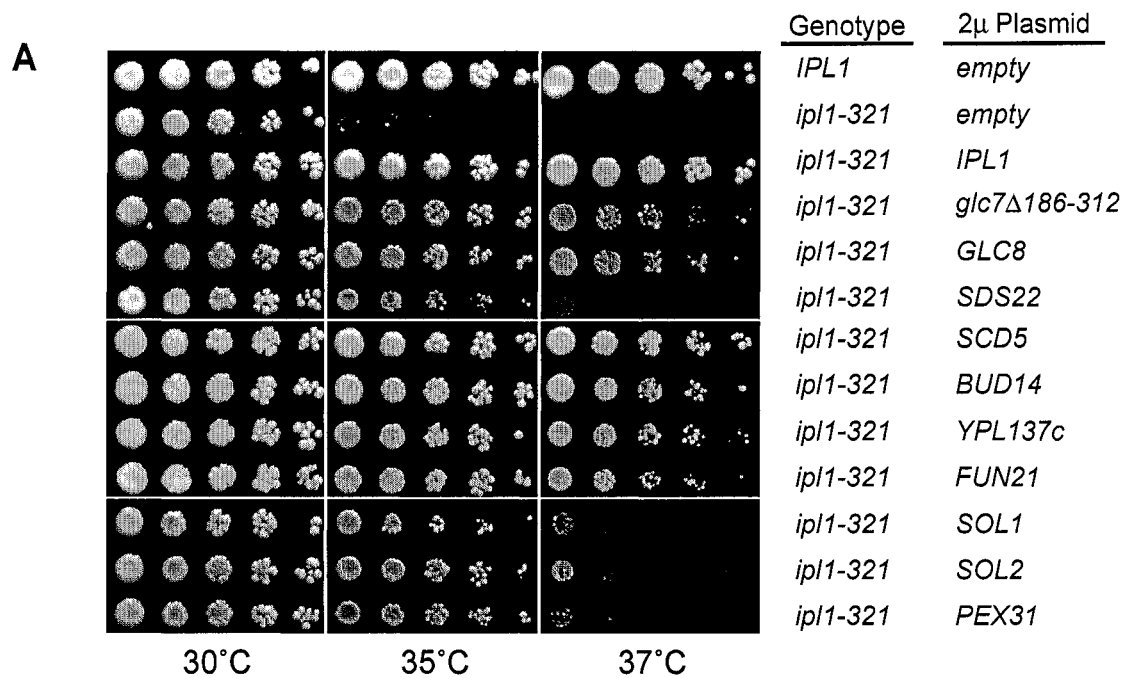 A
Genotype 2μ Plasmid
IPL1 empty
ipl1-321 empty
ipl1-321 IPL1
ipl1-321 glc7Δ186-312
ipl1-321 GLC8
ipl1-321 SDS22
ipl1-321 SCD5
ipl1-321 BUD14
ipl1-321 YPL137c
ipl1-321 FUN21
ipl1-321 SOL1
ipl1-321 SOL2
ipl1-321 PEX31
30˚C 35˚C 37˚C